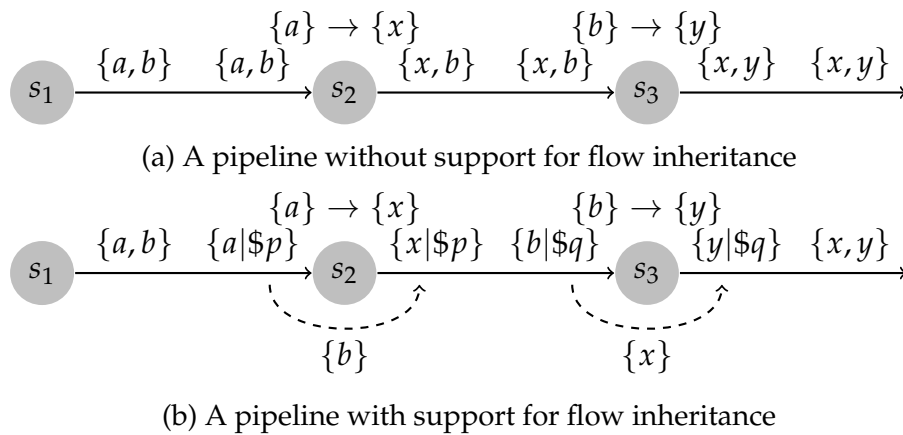 {a} → {x} {b} → {y}
{a, b} {a, b} {x, b} {x, b} {x, y} {x, y}
s₁ s₂ s₃
(a) A pipeline without support for flow inheritance
{a} → {x} {b} → {y}
{a, b} {a|$p} {x|$p} {b|$q} {y|$q} {x, y}
s₁ s₂ s₃
{b} {x}
(b) A pipeline with support for flow inheritance